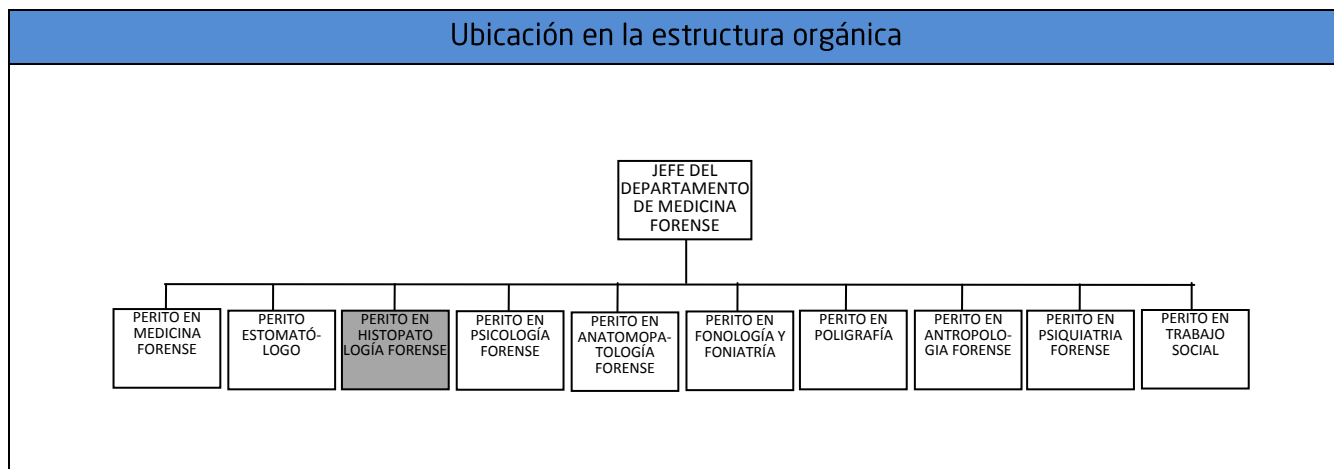 Ubicación en la estructura orgánica
JEFE DEL
DEPARTAMENTO
DE MEDICINA
FORENSE
PERITO EN
MEDICINA
FORENSE
PERITO
ESTOMATÓ-
LOGO
PERITO EN
HISTOPATO
LOGÍA FORENSE
PERITO EN
PSICOLOGÍA
FORENSE
PERITO EN
ANATOMOPA-
TOLOGÍA
FORENSE
PERITO EN
FONOLOGÍA Y
FONIATRÍA
PERITO EN
POLIGRAFÍA
PERITO EN
ANTROPOLO-
GIA FORENSE
PERITO EN
PSIQUIATRIA
FORENSE
PERITO EN
TRABAJO
SOCIAL